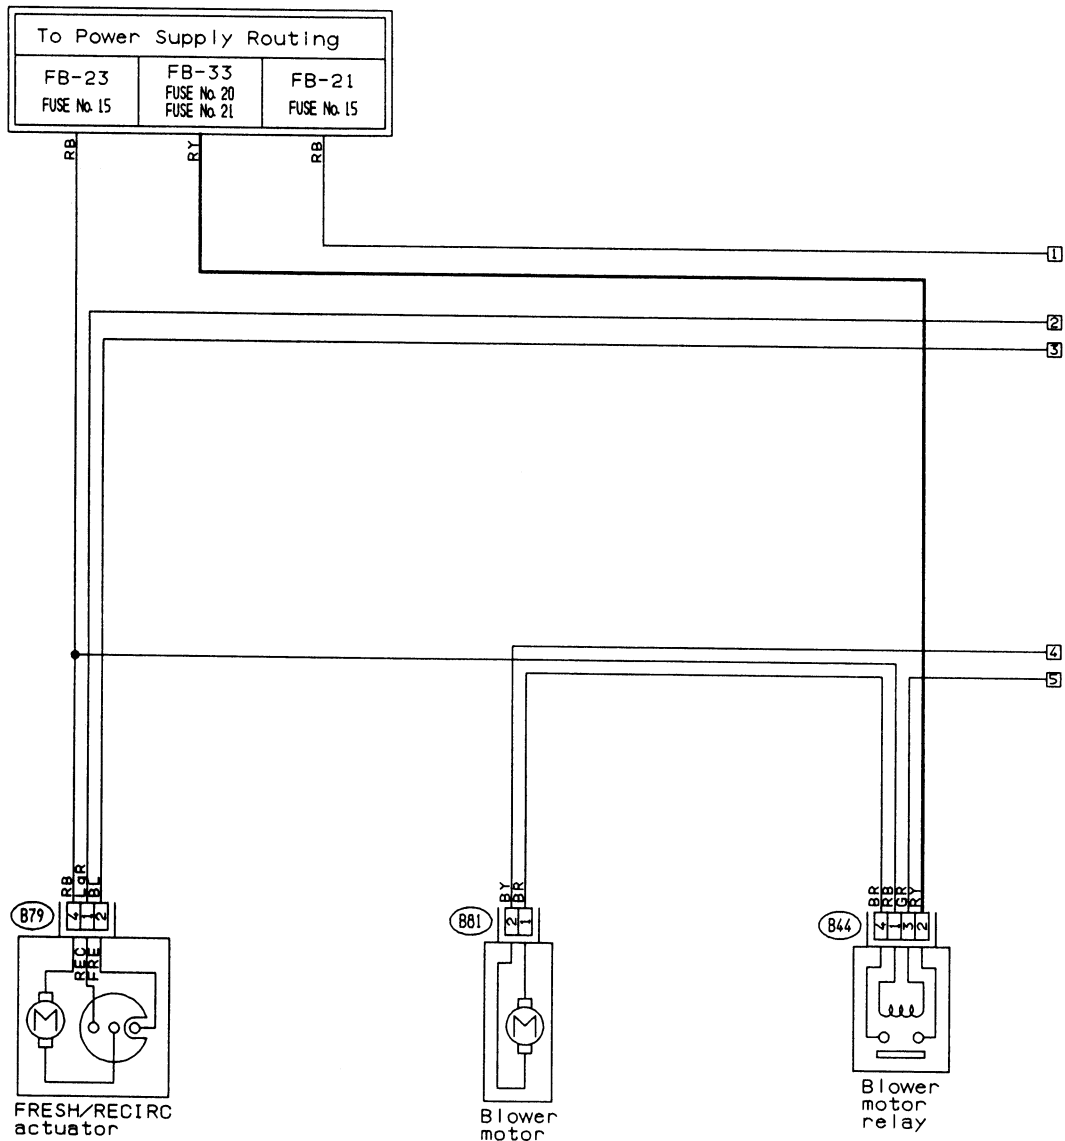 To Power Supply Routing
FB-23
FUSE No. 15
FB-33
FUSE No. 20
FUSE No. 21
FB-21
FUSE No. 15
RB
RY
RB
1
2
3
4
5
RB
LgR
BL
B79
4
1
2
REC
FRE
M
FRESH/RECIRC
actuator
BY
BR
B81
2
1
M
Blower
motor
BR
RB
GR
RY
B44
4
1
3
2
Blower
motor
relay